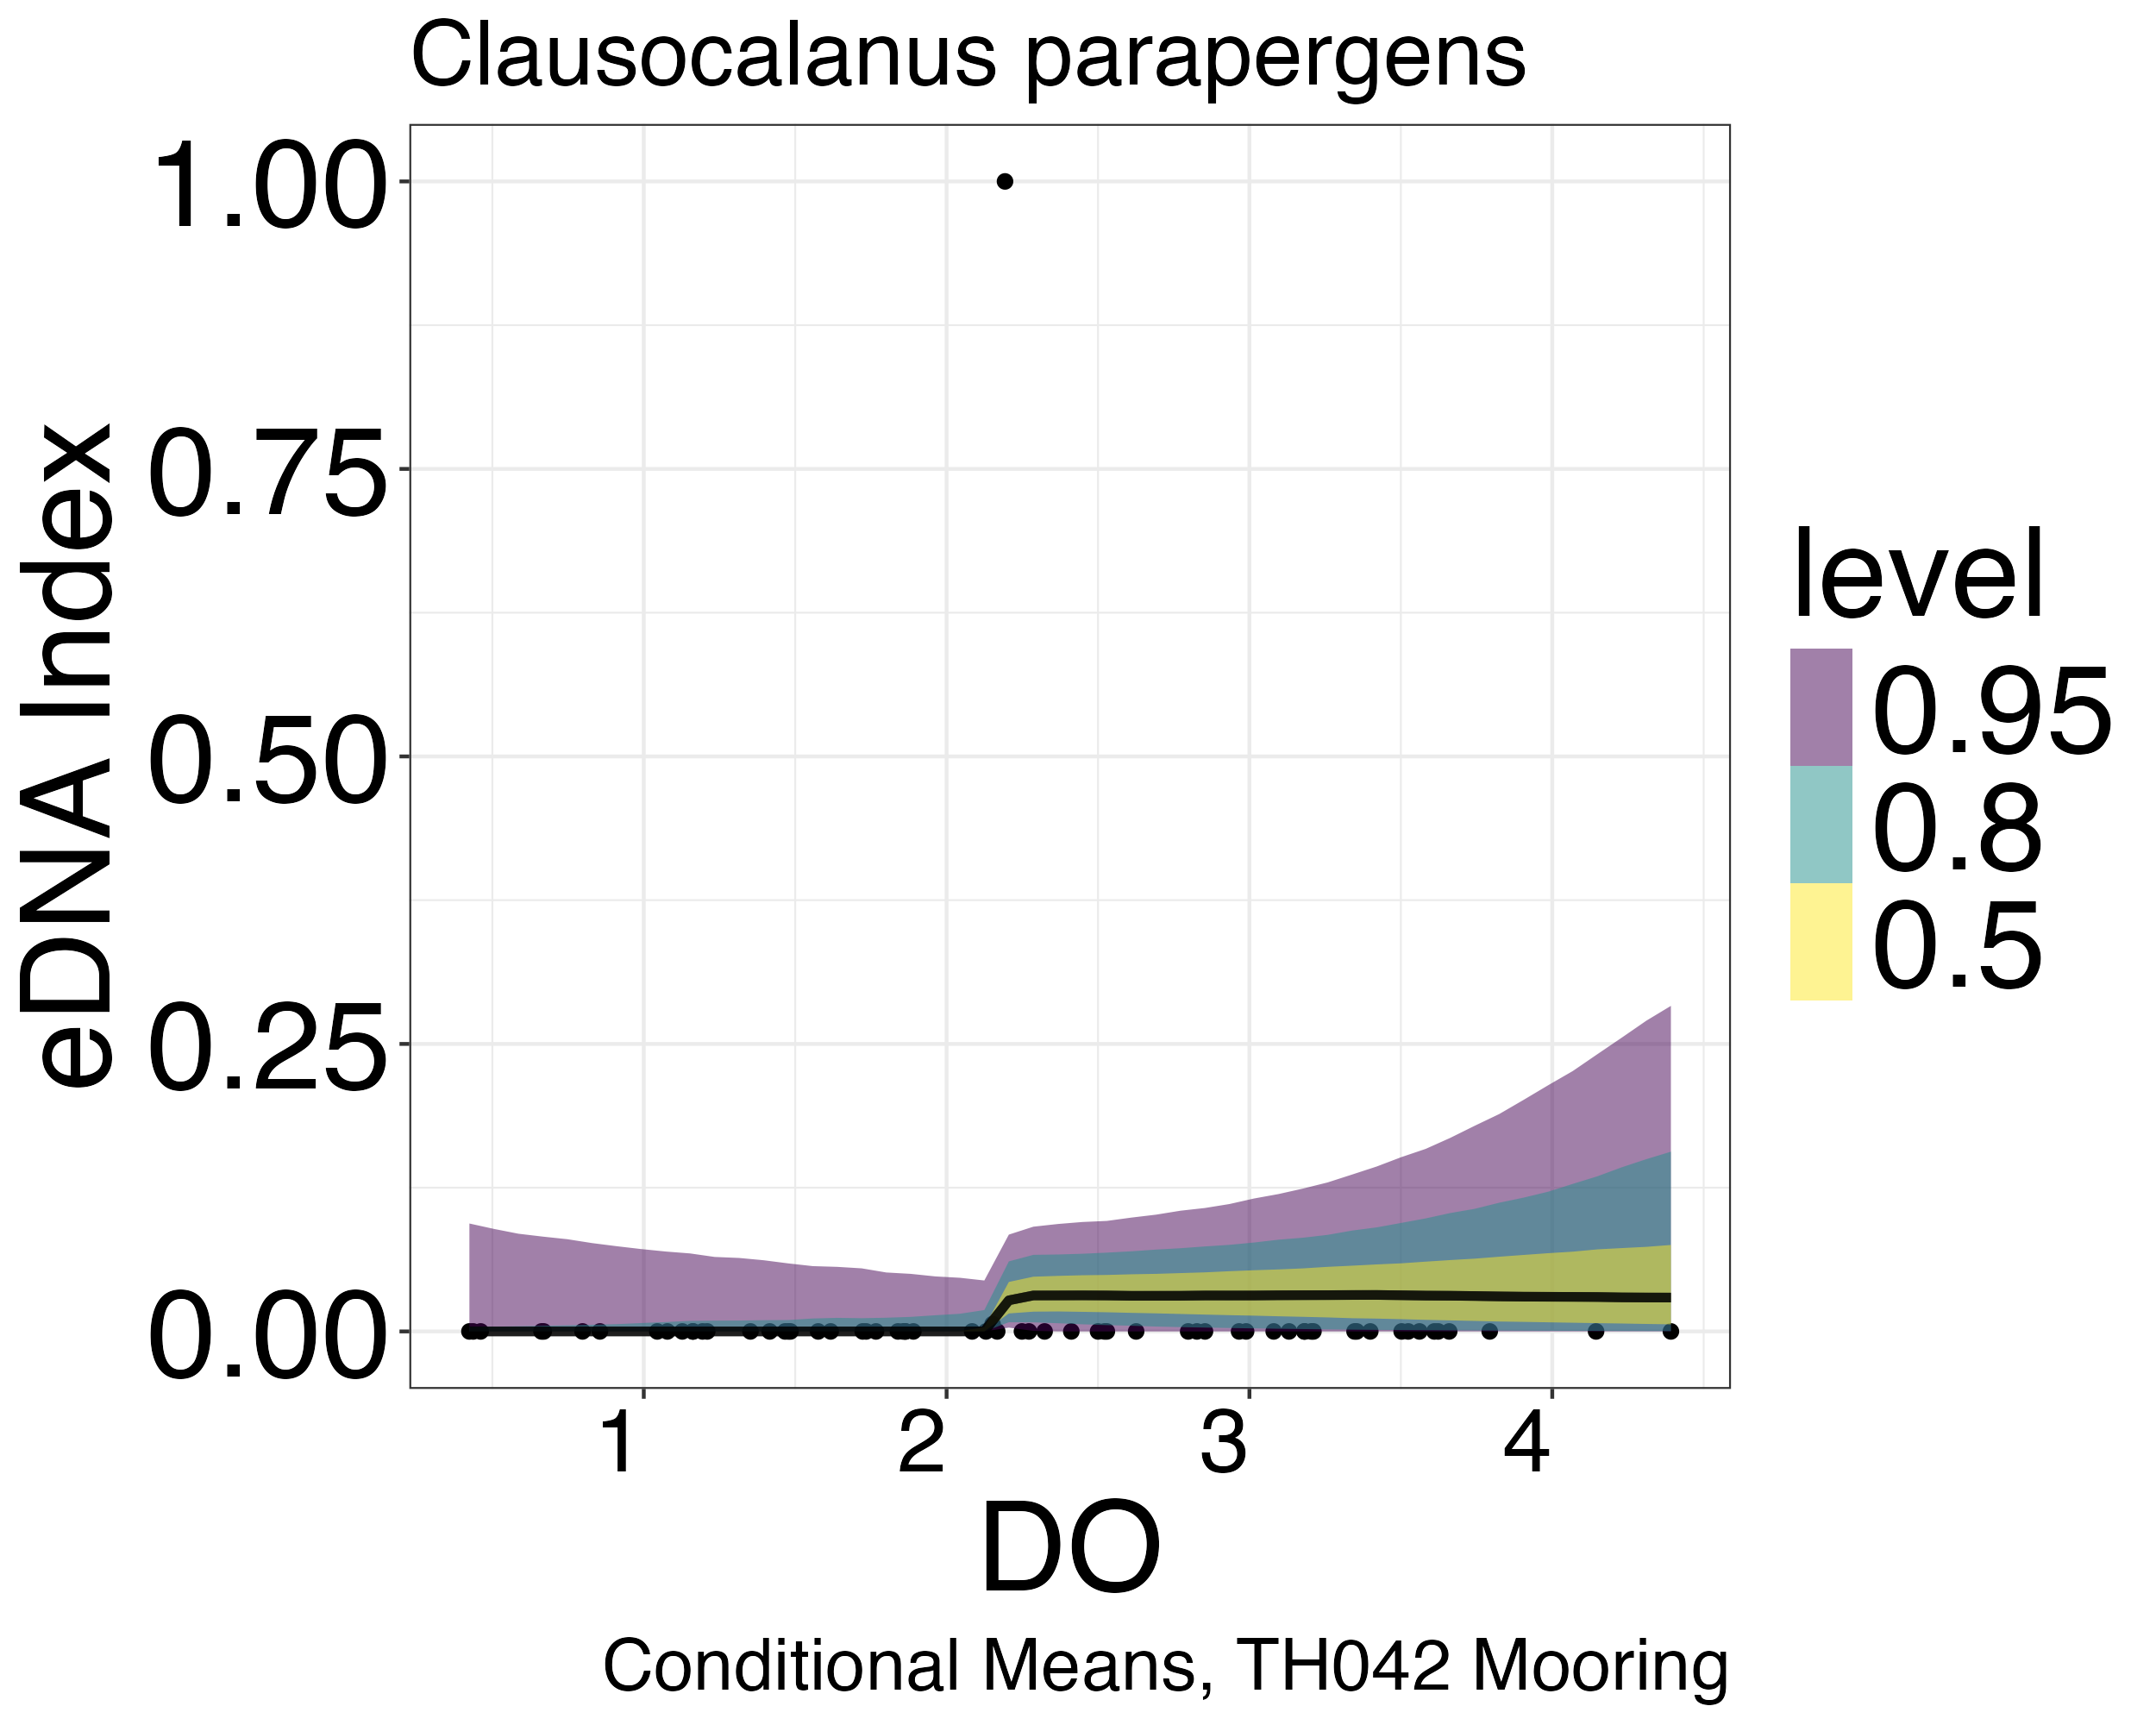 Clausocalanus parapergens
1.00
0.75
0.50
0.25
0.00
eDNA Index
1 2 3 4
DO
Conditional Means, TH042 Mooring
level
0.95
0.8
0.5